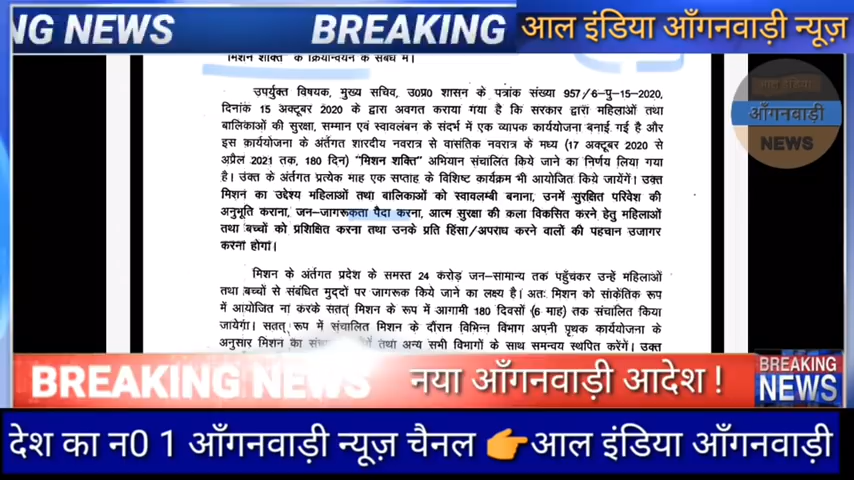 NG NEWS BREAKING आल इंडिया आँगनवाड़ी न्यूज़
"मिशन शक्ति" के क्रियान्वयन के संबंध में।
आल इंडिया
आँगनवाड़ी
NEWS
उपर्युक्त विषयक, मुख्य सचिव, उ0प्र0 शासन के पत्रांक संख्या 957/6-पु-15-2020,
दिनांक 15 अक्टूबर 2020 के द्वारा अवगत कराया गया है कि सरकार द्वारा महिलाओं तथा
बालिकाओं की सुरक्षा, सम्मान एवं स्वावलंबन के संदर्भ में एक व्यापक कार्ययोजना बनाई गई है और
इस कार्ययोजना के अंतर्गत शारदीय नवरात्र से वासंतिक नवरात्र के मध्य (17 अक्टूबर 2020 से
अप्रैल 2021 तक, 180 दिन) "मिशन शक्ति" अभियान संचालित किये जाने का निर्णय लिया गया
है। उक्त के अंतर्गत प्रत्येक माह एक सप्ताह के विशिष्ट कार्यक्रम भी आयोजित किये जायेंगें। उक्त
मिशन का उद्देश्य महिलाओं तथा बालिकाओं को स्वावलम्बी बनाना, उनमें सुरक्षित परिवेश की
अनुभूति कराना, जन-जागरूकता पैदा करना, आत्म सुरक्षा की कला विकसित करने हेतु महिलाओं
तथा बच्चों को प्रशिक्षित करना तथा उनके प्रति हिंसा/अपराध करने वालों की पहचान उजागर
करना होगां।
मिशन के अंर्तगत प्रदेश के समस्त 24 करोड़ जन-सामान्य तक पहुँचकर उन्हें महिलाओं
तथा बच्चों से संबंधित मुद्दों पर जागरूक किये जाने का लक्ष्य है। अतः मिशन को सांकेतिक रूप
में आयोजित ना करके सतत् मिशन के रूप में आगामी 180 दिवसों (6 माह) तक संचालित किया
जायेगा। सतत् रूप में संचालित मिशन के दौरान विभिन्न विभाग अपनी पृथक कार्ययोजना के
अनुसार मिशन का तथा अन्य सभी विभागों के साथ समन्वय स्थपित करेंगें। उक्त
BREAKING NEWS नया आँगनवाड़ी आदेश !
BREAKING
NEWS
देश का न0 1 आँगनवाड़ी न्यूज़ चैनल 👉आल इंडिया आँगनवाड़ी